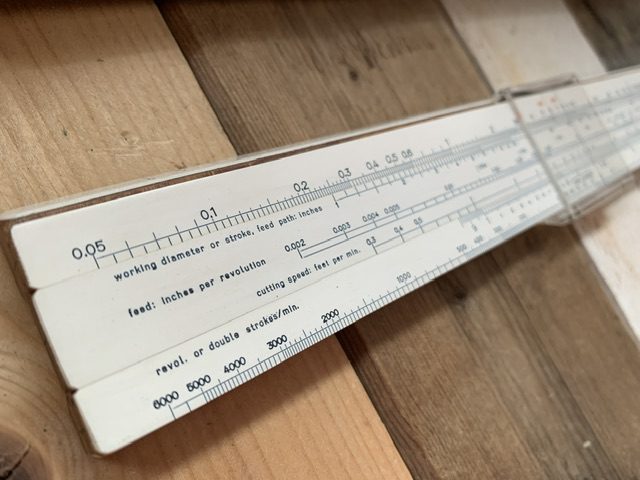 0.05 0.1 0.2 0.3 0.4 0.5 0.6
working diameter or stroke, feed path: inches
0.002 0.003 0.004 0.005
feed: inches per revolution
cutting speed: feet per min. 0.3 0.4 0.5
revol. or double strokes/min.
6000 5000 4000 3000 2000 1000 500 400